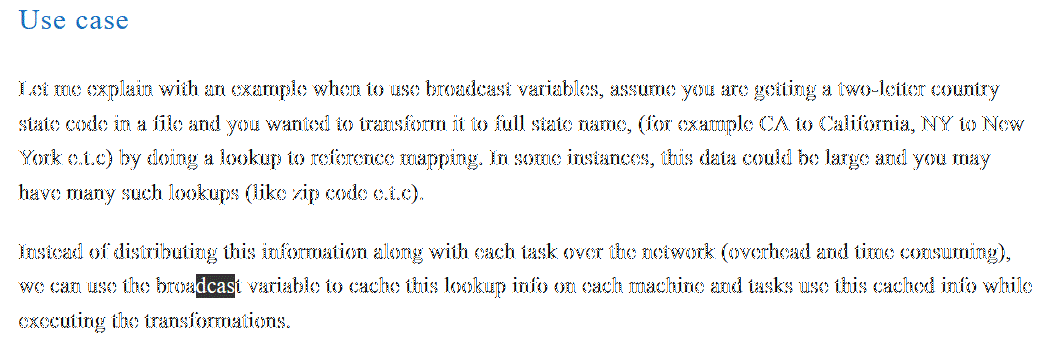 Use case
Let me explain with an example when to use broadcast variables, assume you are getting a two-letter country
state code in a file and you wanted to transform it to full state name, (for example CA to California, NY to New
York e.t.c) by doing a lookup to reference mapping. In some instances, this data could be large and you may
have many such lookups (like zip code e.t.c).
Instead of distributing this information along with each task over the network (overhead and time consuming),
we can use the broadcast variable to cache this lookup info on each machine and tasks use this cached info while
executing the transformations.